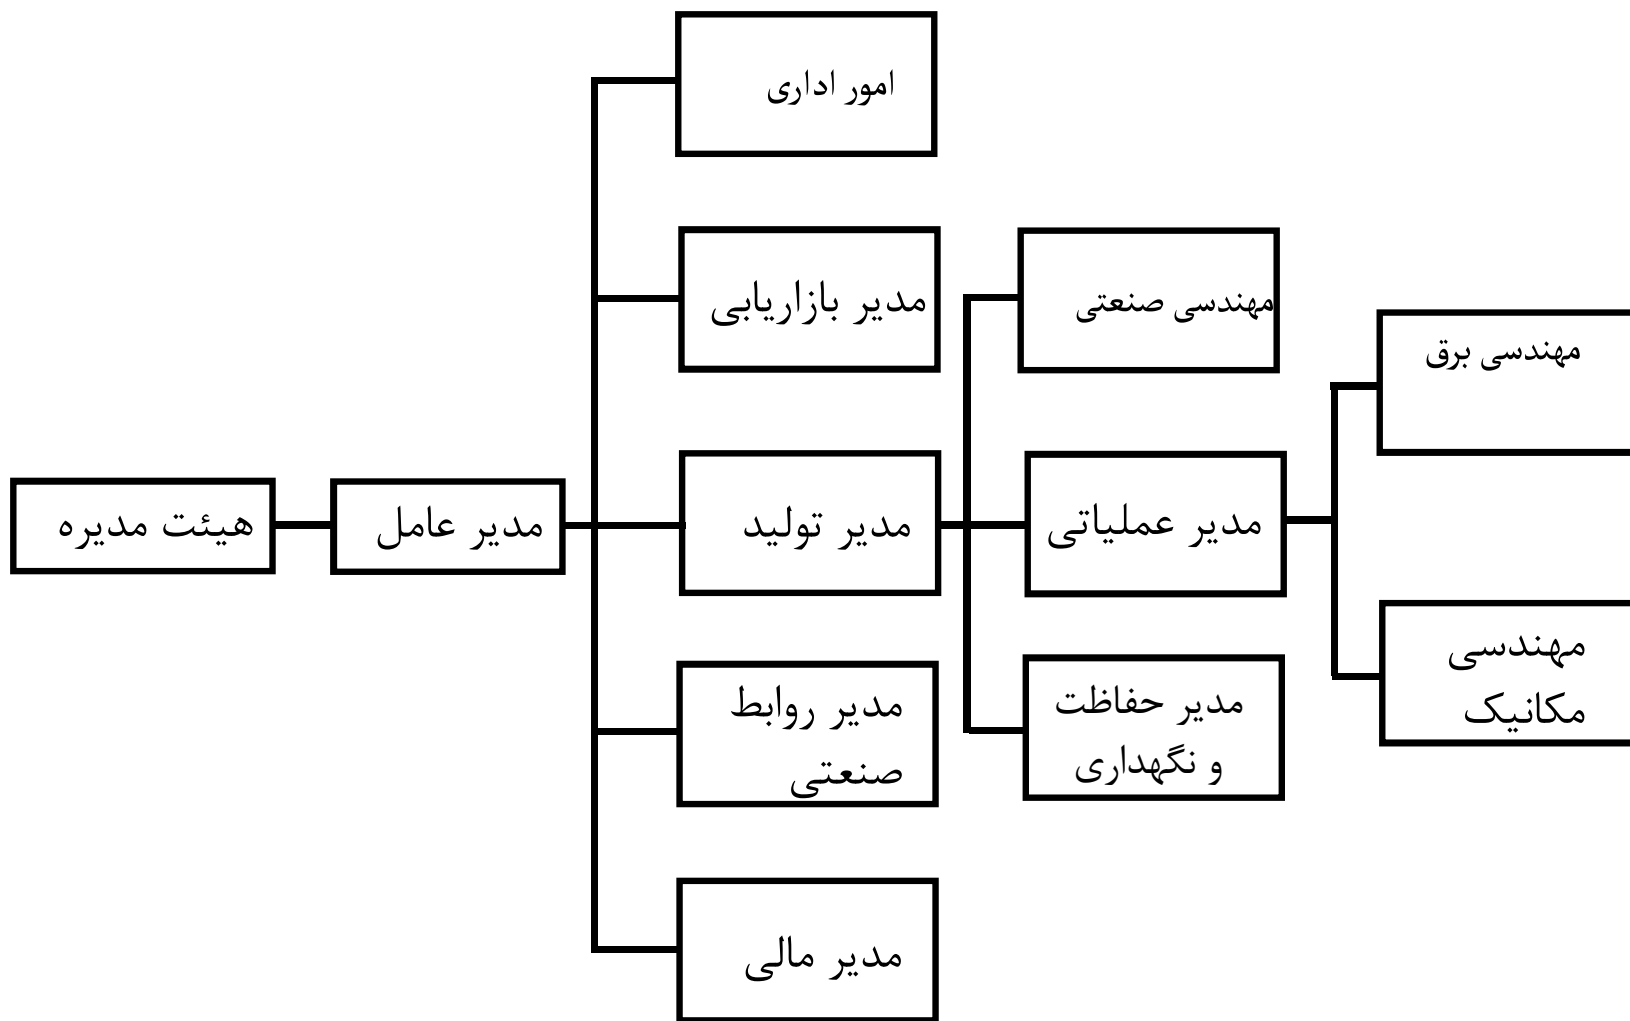 امور اداری
مدیر بازاریابی
مهندسی صنعتی
مهندسی برق
هیئت مدیره
مدیر عامل
مدیر تولید
مدیر عملیاتی
مهندسی
مکانیک
مدیر روابط
صنعتی
مدیر حفاظت
و نگهداری
مدیر مالی